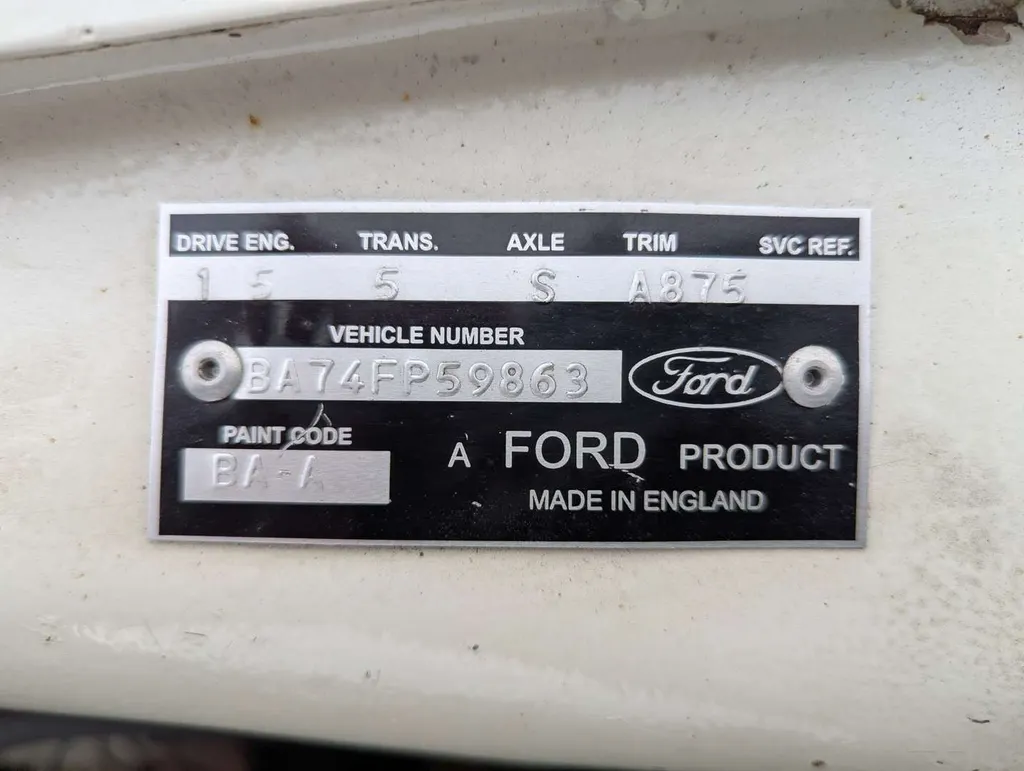 DRIVE ENG. TRANS. AXLE TRIM SVC REF.
1 5 5 S A875
VEHICLE NUMBER
BA74FP59863
Ford
PAINT CODE
BA-A
A FORD PRODUCT
MADE IN ENGLAND